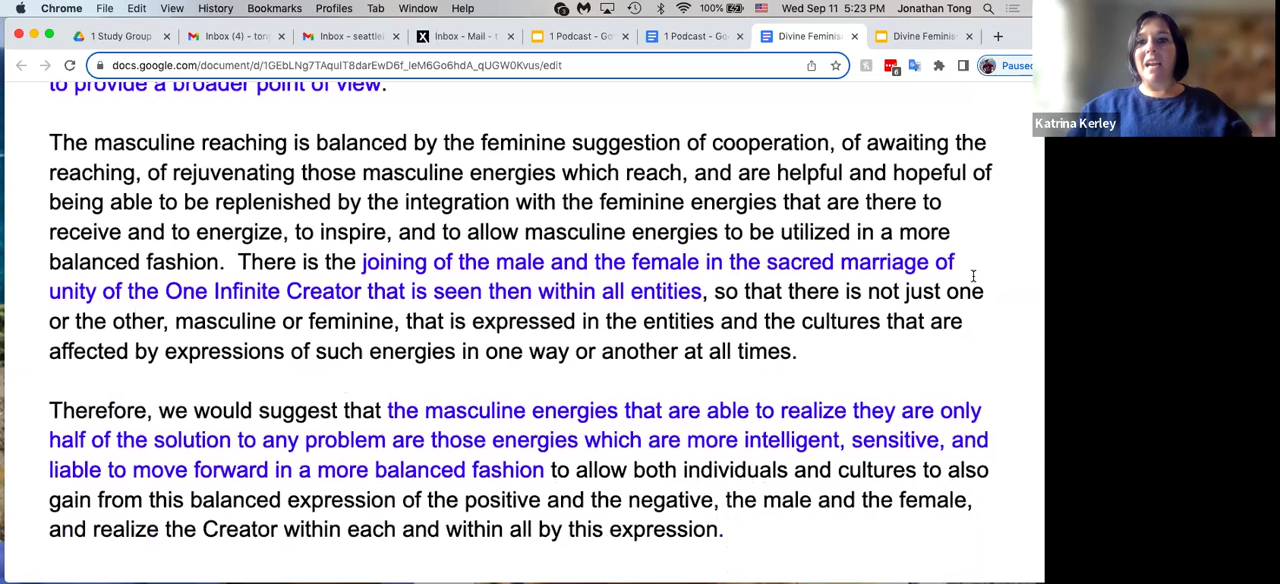 Chrome File Edit View History Bookmarks Profiles Tab Window Help 100% Wed Sep 11 5:23 PM Jonathan Tong
1 Study Group Inbox (4) - ton Inbox - seattle Inbox - Mail - t 1 Podcast - Go 1 Podcast - Go Divine Feminis Divine Feminis
docs.google.com/document/d/ 6 Paused
Katrina Kerley
to provide a broader point of view.
The masculine reaching is balanced by the feminine suggestion of cooperation, of awaiting the
reaching, of rejuvenating those masculine energies which reach, and are helpful and hopeful of
being able to be replenished by the integration with the feminine energies that are there to
receive and to energize, to inspire, and to allow masculine energies to be utilized in a more
balanced fashion. There is the joining of the male and the female in the sacred marriage of
unity of the One Infinite Creator that is seen then within all entities, so that there is not just one
or the other, masculine or feminine, that is expressed in the entities and the cultures that are
affected by expressions of such energies in one way or another at all times.
Therefore, we would suggest that the masculine energies that are able to realize they are only
half of the solution to any problem are those energies which are more intelligent, sensitive, and
liable to move forward in a more balanced fashion to allow both individuals and cultures to also
gain from this balanced expression of the positive and the negative, the male and the female,
and realize the Creator within each and within all by this expression.